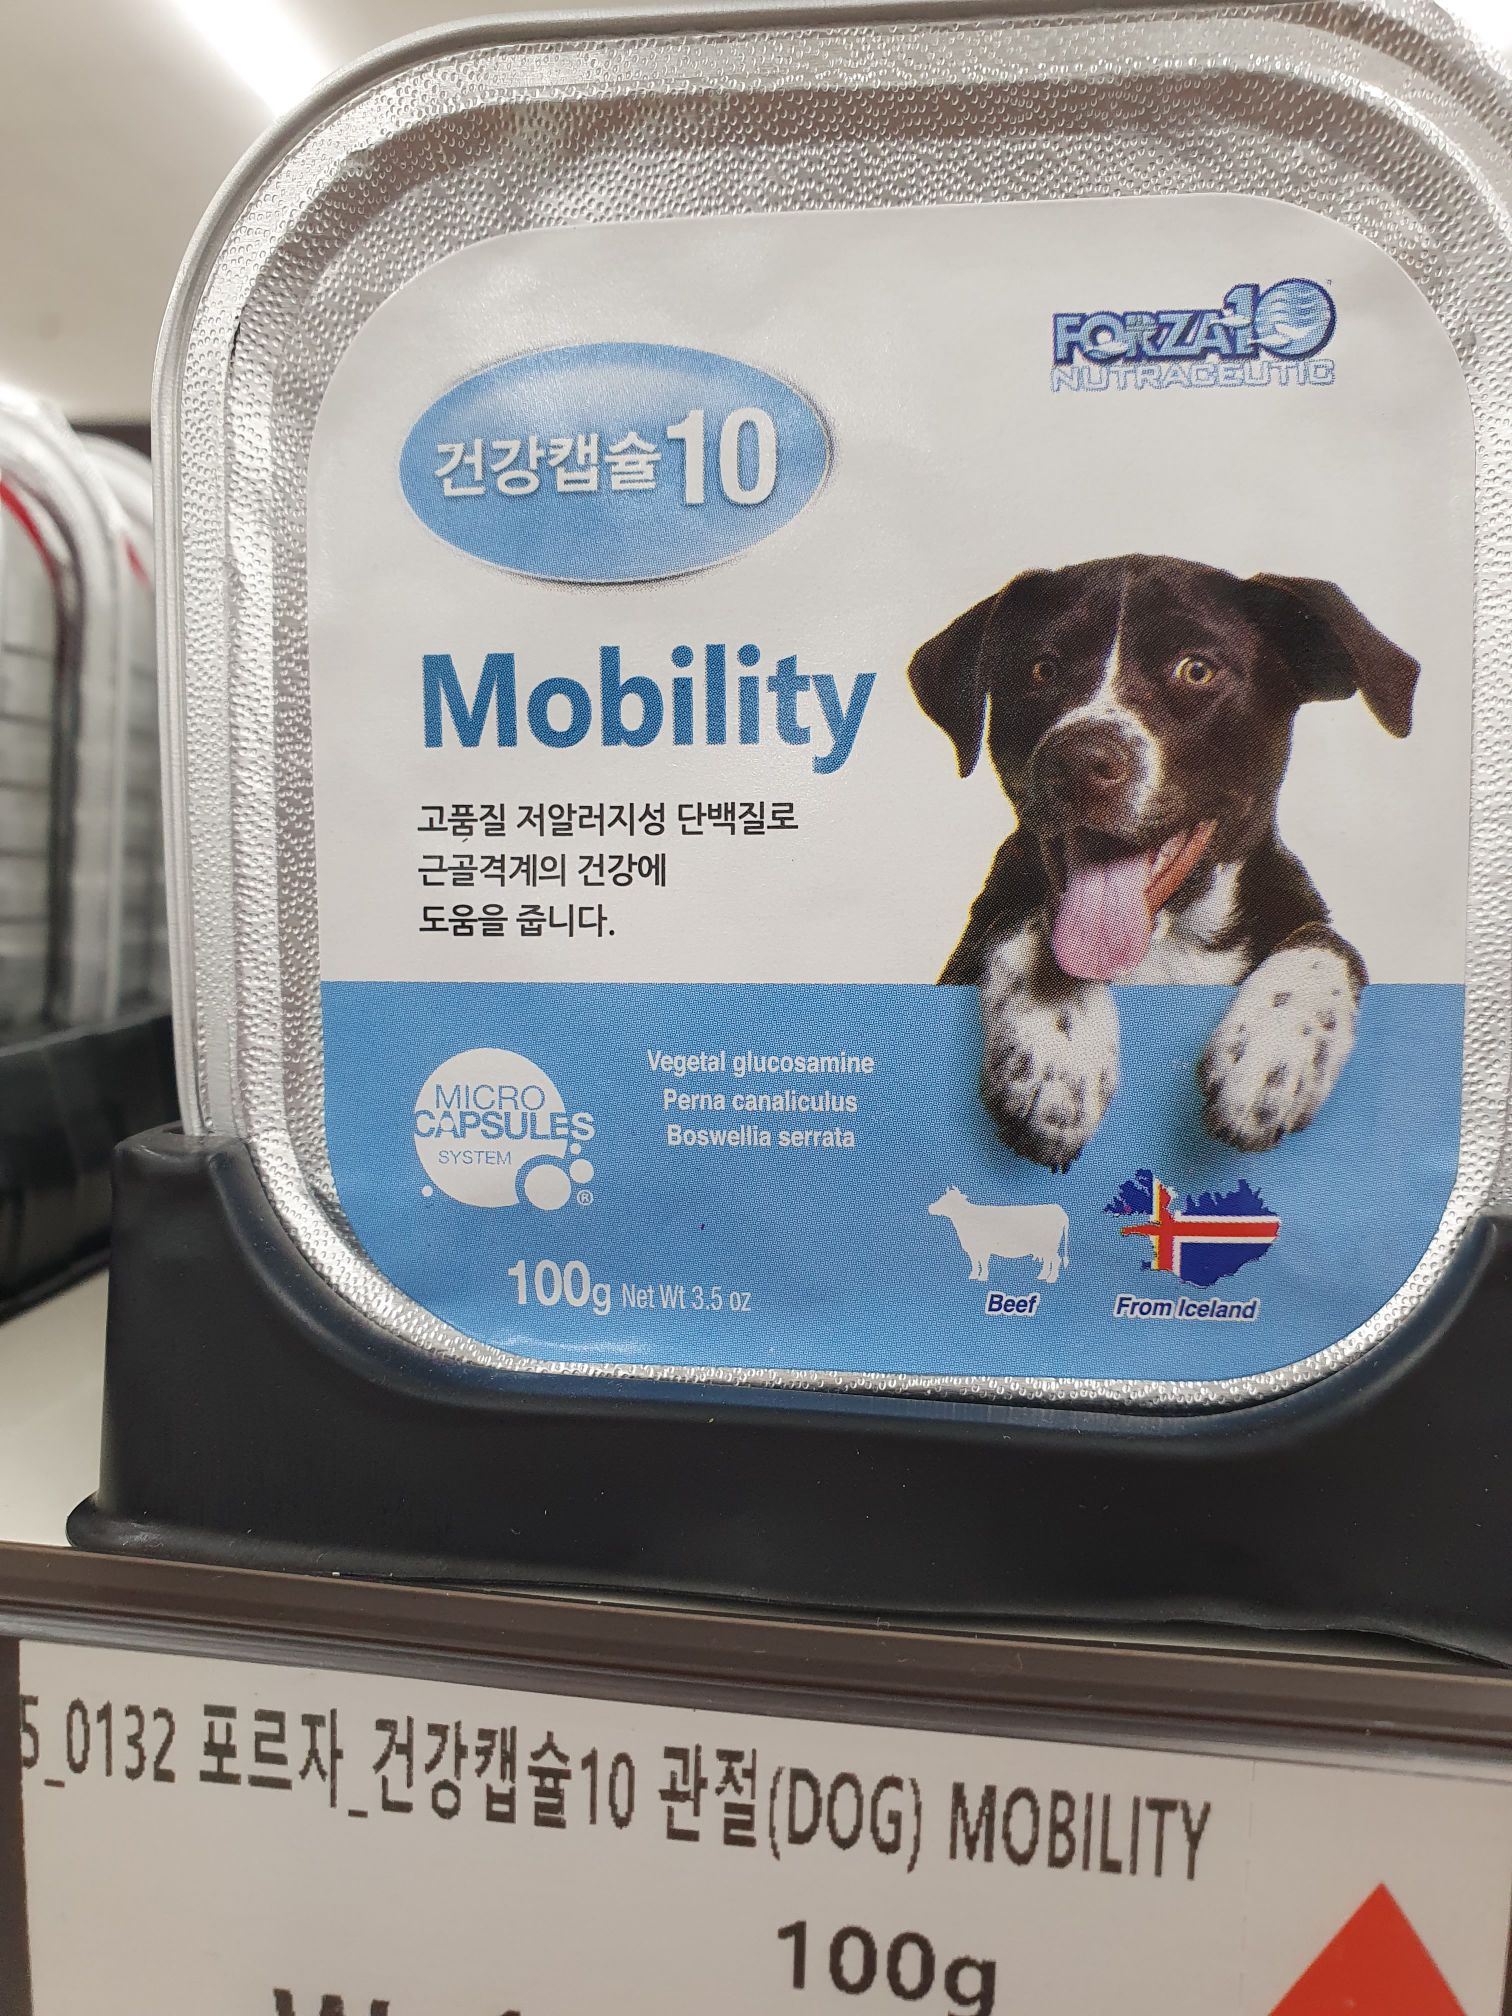 FORZA10
NUTRACEUTIC
건강캡슐10
Mobility
고품질 저알러지성 단백질로
근골격계의 건강에
도움을 줍니다.
MICRO
CAPSULES
SYSTEM
®
Vegetal glucosamine
Perna canaliculus
Boswellia serrata
100g Net Wt 3.5 oz
Beef
From Iceland
5_0132 포르자_건강캡슐10 관절(DOG) MOBILITY
100g